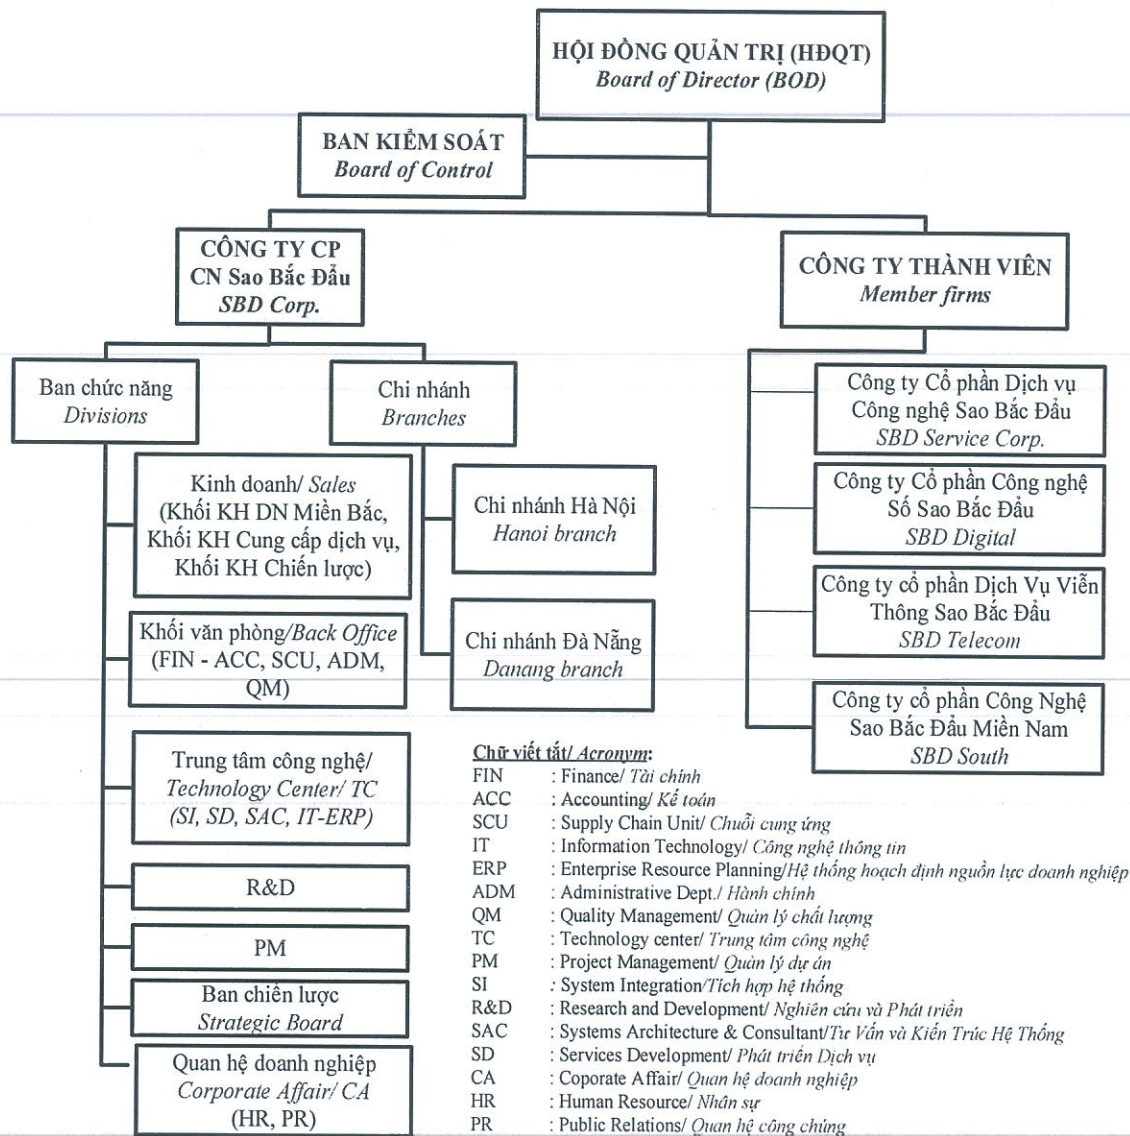 HỘI ĐỒNG QUẢN TRỊ (HĐQT)
Board of Director (BOD)
BAN KIỂM SOÁT
Board of Control
CÔNG TY CP
CN Sao Bắc Đẩu
SBD Corp.
CÔNG TY THÀNH VIÊN
Member firms
Ban chức năng
Divisions
Chi nhánh
Branches
Kinh doanh/ Sales
(Khối KH DN Miền Bắc,
Khối KH Cung cấp dịch vụ,
Khối KH Chiến lược)
Khối văn phòng/Back Office
(FIN - ACC, SCU, ADM,
QM)
Trung tâm công nghệ/
Technology Center/ TC
(SI, SD, SAC, IT-ERP)
R&D
PM
Ban chiến lược
Strategic Board
Quan hệ doanh nghiệp
Corporate Affair/ CA
(HR, PR)
Chi nhánh Hà Nội
Hanoi branch
Chi nhánh Đà Nẵng
Danang branch
Công ty Cổ phần Dịch vụ
Công nghệ Sao Bắc Đẩu
SBD Service Corp.
Công ty Cổ phần Công nghệ
Số Sao Bắc Đẩu
SBD Digital
Công ty cổ phần Dịch Vụ Viễn
Thông Sao Bắc Đẩu
SBD Telecom
Công ty cổ phần Công Nghệ
Sao Bắc Đẩu Miền Nam
SBD South
Chữ viết tắt/ Acronym:
FIN : Finance/ Tài chính
ACC : Accounting/ Kế toán
SCU : Supply Chain Unit/ Chuỗi cung ứng
IT : Information Technology/ Công nghệ thông tin
ERP : Enterprise Resource Planning/Hệ thống hoạch định nguồn lực doanh nghiệp
ADM : Administrative Dept./ Hành chính
QM : Quality Management/ Quản lý chất lượng
TC : Technology center/ Trung tâm công nghệ
PM : Project Management/ Quản lý dự án
SI : System Integration/Tích hợp hệ thống
R&D : Research and Development/ Nghiên cứu và Phát triển
SAC : Systems Architecture & Consultant/Tư Vấn và Kiến Trúc Hệ Thống
SD : Services Development/ Phát triển Dịch vụ
CA : Coporate Affair/ Quan hệ doanh nghiệp
HR : Human Resource/ Nhân sự
PR : Public Relations/ Quan hệ công chúng